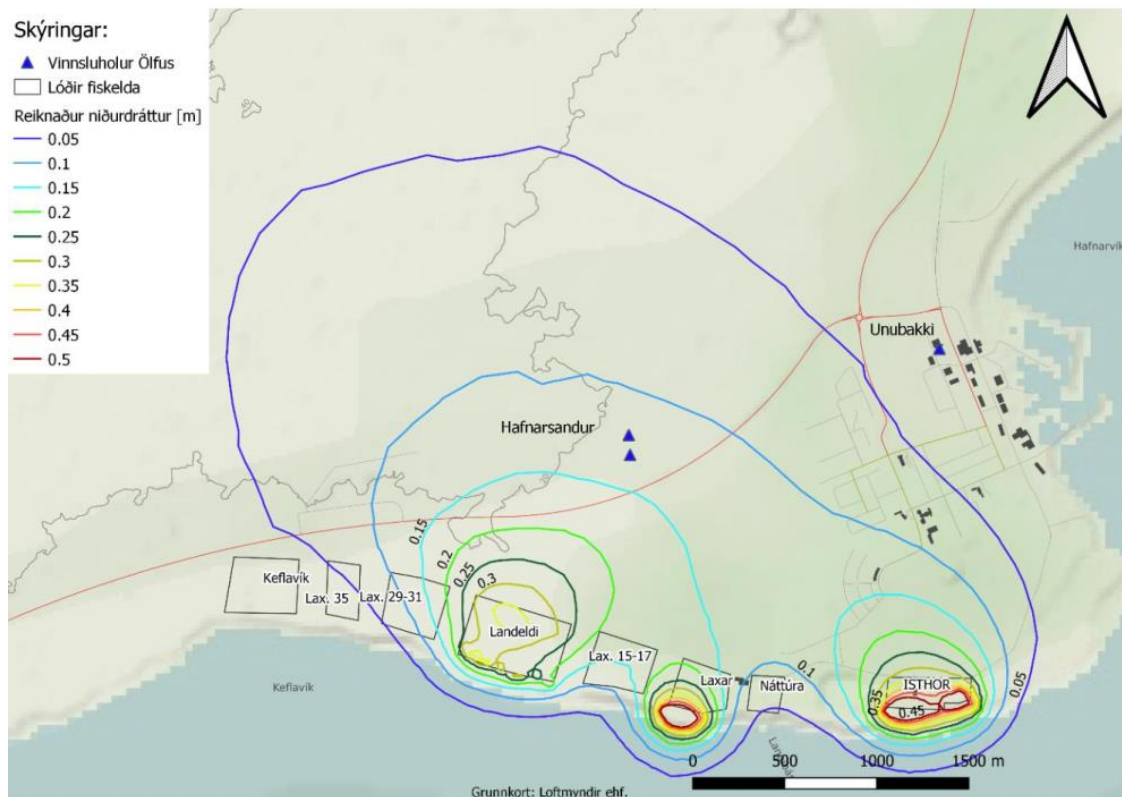 Skýringar:
Vinnsluholur Ölfus
Lóðir fiskelda
Reiknaður niðurdráttur [m]
0.05
0.1
0.15
0.2
0.25
0.3
0.35
0.4
0.45
0.5
Hafnarvík
Unubakki
Hafnarsandur
0.15
0.2
0.25
0.3
Keflavík
Lax. 35
Lax. 29-31
Landeldi
Lax. 15-17
Laxar
Náttúra
0.1
ISTHOR
0.35
0.45
0.05
Keflavík
0 500 1000 1500 m
Grunnkort: Loftmyndir ehf.